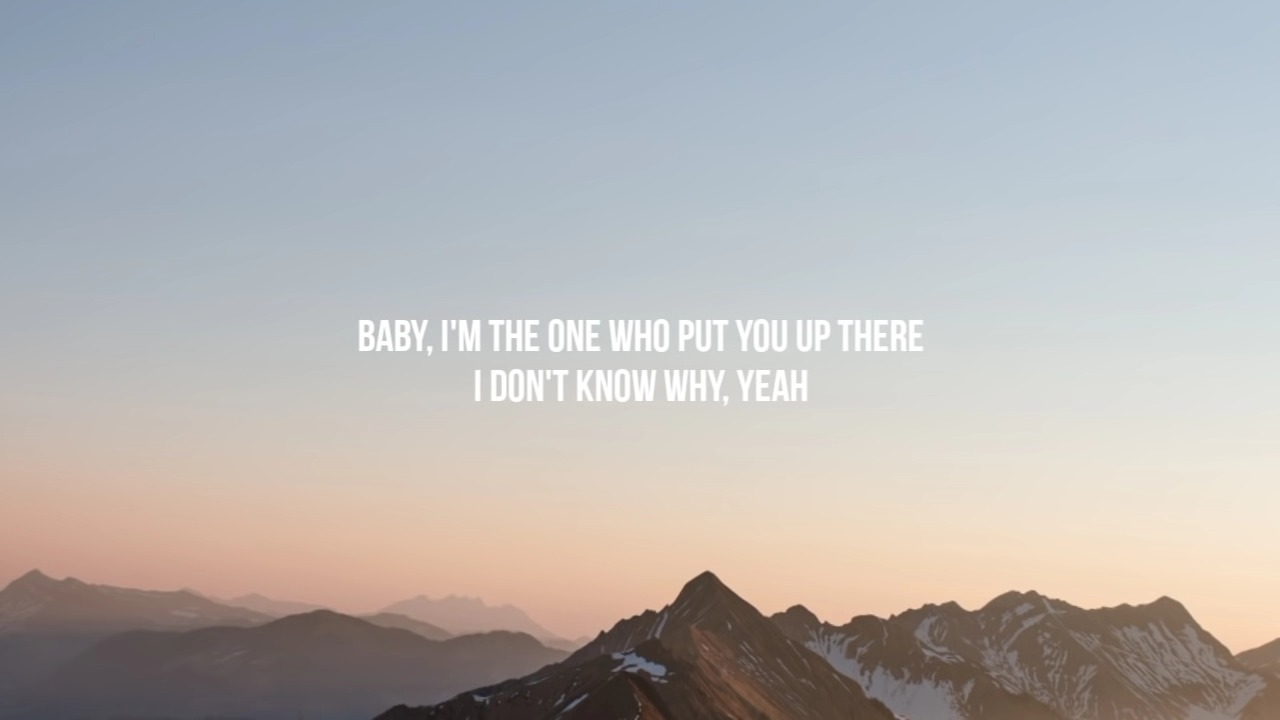 BABY, I'M THE ONE WHO PUT YOU UP THERE
I DON'T KNOW WHY, YEAH